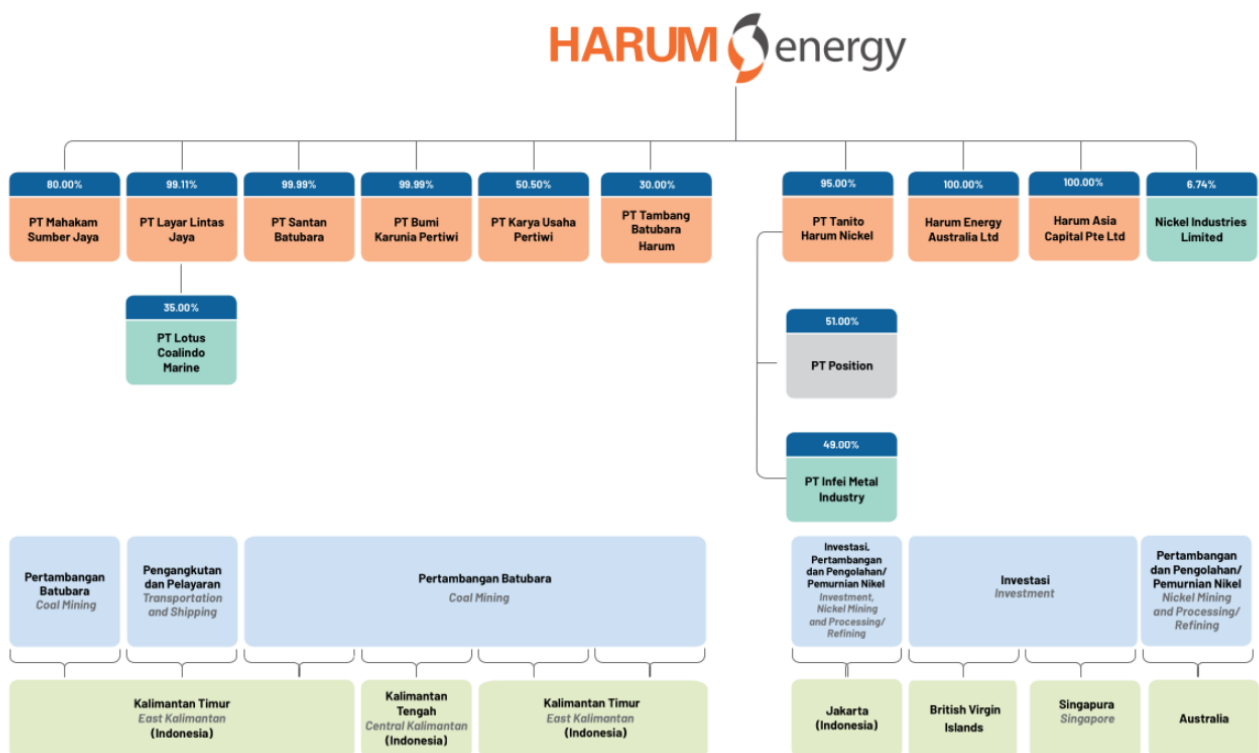 HARUM energy
80.00%
PT Mahakam
Sumber Jaya
99.11%
PT Layar Lintas
Jaya
99.99%
PT Santan
Batubara
99.99%
PT Bumi
Karunia Pertiwi
50.50%
PT Karya Usaha
Pertiwi
30.00%
PT Tambang
Batubara
Harum
95.00%
PT Tanito
Harum Nickel
100.00%
Harum Energy
Australia Ltd
100.00%
Harum Asia
Capital Pte Ltd
6.74%
Nickel Industries
Limited
35.00%
PT Lotus
Coalindo
Marine
51.00%
PT Position
49.00%
PT Infei Metal
Industry
Pertambangan
Batubara
Coal Mining
Pengangkutan
dan Pelayaran
Transportation
and Shipping
Pertambangan Batubara
Coal Mining
Investasi,
Pertambangan
dan Pengolahan/
Pemurnian Nikel
Investment,
Nickel Mining
and Processing/
Refining
Investasi
Investment
Pertambangan
dan Pengolahan/
Pemurnian Nikel
Nickel Mining
and Processing/
Refining
Kalimantan Timur
East Kalimantan
(Indonesia)
Kalimantan
Tengah
Central Kalimantan
(Indonesia)
Kalimantan Timur
East Kalimantan
(Indonesia)
Jakarta
(Indonesia)
British Virgin
Islands
Singapura
Singapore
Australia